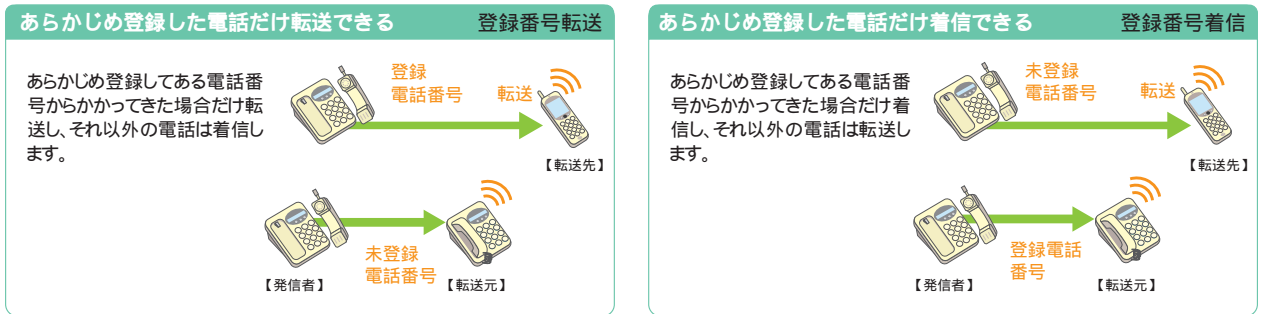 あらかじめ登録した電話だけ転送できる 登録番号転送
あらかじめ登録してある電話番
号からかかってきた場合だけ転
送し、それ以外の電話は着信し
ます。
登録
電話番号
転送
【転送先】
未登録
電話番号
【発信者】
【転送元】
あらかじめ登録した電話だけ着信できる 登録番号着信
あらかじめ登録してある電話番
号からかかってきた場合だけ着
信し、それ以外の電話は転送し
ます。
未登録
電話番号
転送
【転送先】
登録電話
番号
【発信者】
【転送元】